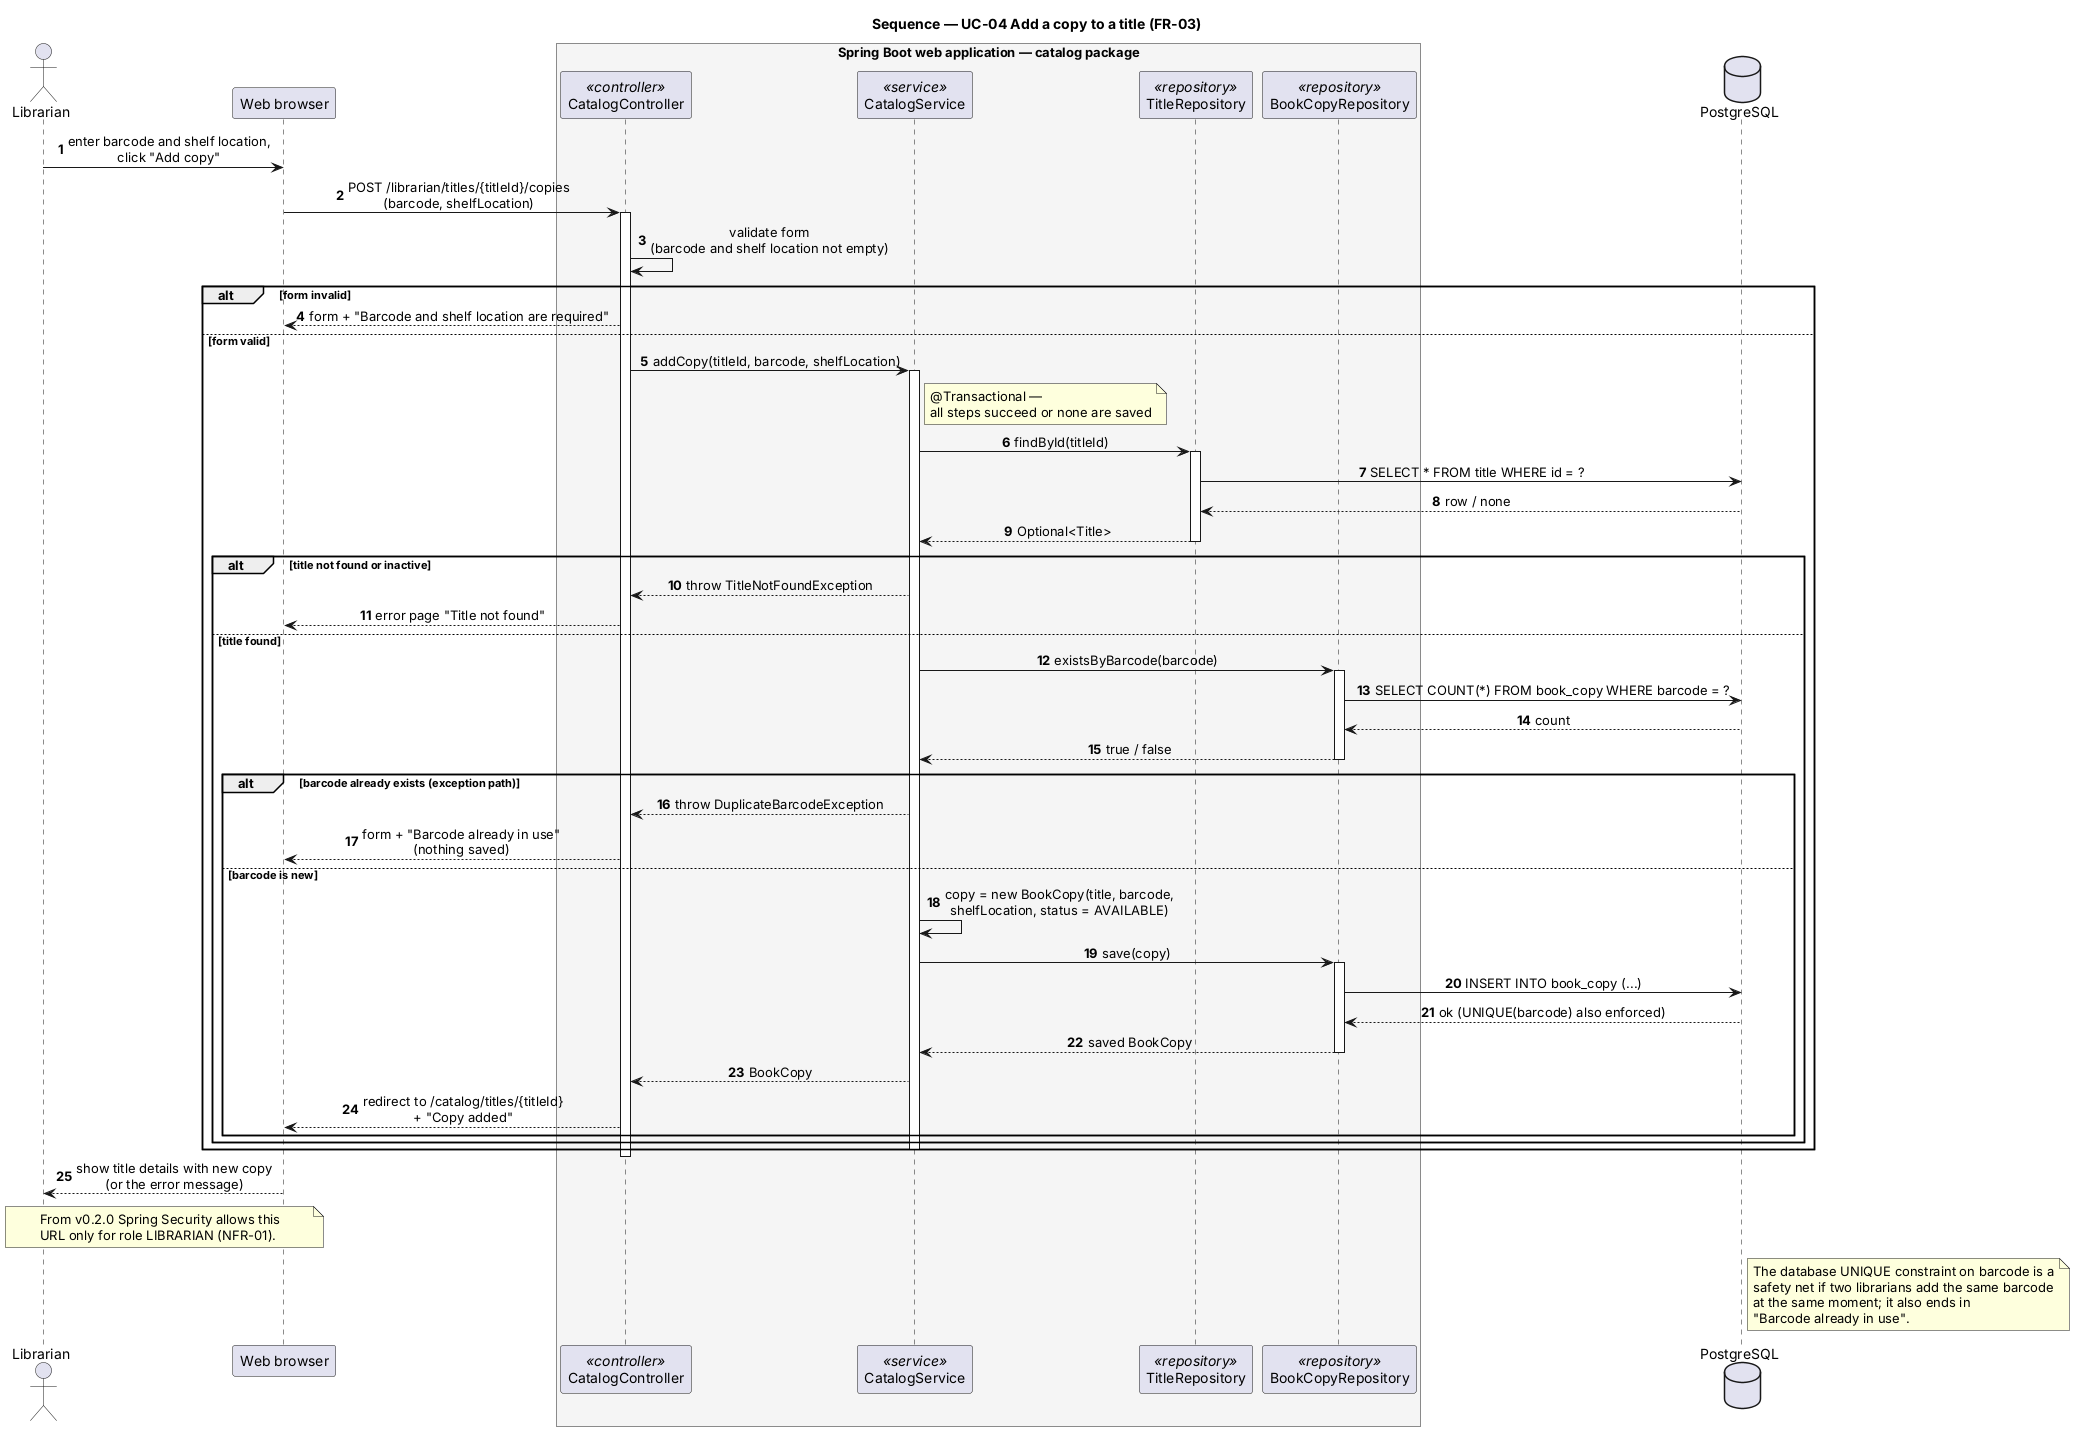 Sequence — UC-04 Add a copy to a title (FR-03)
Spring Boot web application — catalog package
Librarian
Web browser
«controller»
CatalogController
«service»
CatalogService
«repository»
TitleRepository
«repository»
BookCopyRepository
PostgreSQL
1 enter barcode and shelf location,
click "Add copy"
2 POST /librarian/titles/{titleId}/copies
(barcode, shelfLocation)
3 validate form
(barcode and shelf location not empty)
alt [form invalid]
4 form + "Barcode and shelf location are required"
[form valid]
5 addCopy(titleId, barcode, shelfLocation)
@Transactional —
all steps succeed or none are saved
6 findById(titleId)
7 SELECT * FROM title WHERE id = ?
8 row / none
9 Optional<Title>
alt [title not found or inactive]
10 throw TitleNotFoundException
11 error page "Title not found"
[title found]
12 existsByBarcode(barcode)
13 SELECT COUNT(*) FROM book_copy WHERE barcode = ?
14 count
15 true / false
alt [barcode already exists (exception path)]
16 throw DuplicateBarcodeException
17 form + "Barcode already in use"
(nothing saved)
[barcode is new]
18 copy = new BookCopy(title, barcode,
shelfLocation, status = AVAILABLE)
19 save(copy)
20 INSERT INTO book_copy (...)
21 ok (UNIQUE(barcode) also enforced)
22 saved BookCopy
23 BookCopy
24 redirect to /catalog/titles/{titleId}
+ "Copy added"
25 show title details with new copy
(or the error message)
From v0.2.0 Spring Security allows this
URL only for role LIBRARIAN (NFR-01).
The database UNIQUE constraint on barcode is a
safety net if two librarians add the same barcode
at the same moment; it also ends in
"Barcode already in use".
Librarian
Web browser
«controller»
CatalogController
«service»
CatalogService
«repository»
TitleRepository
«repository»
BookCopyRepository
PostgreSQL